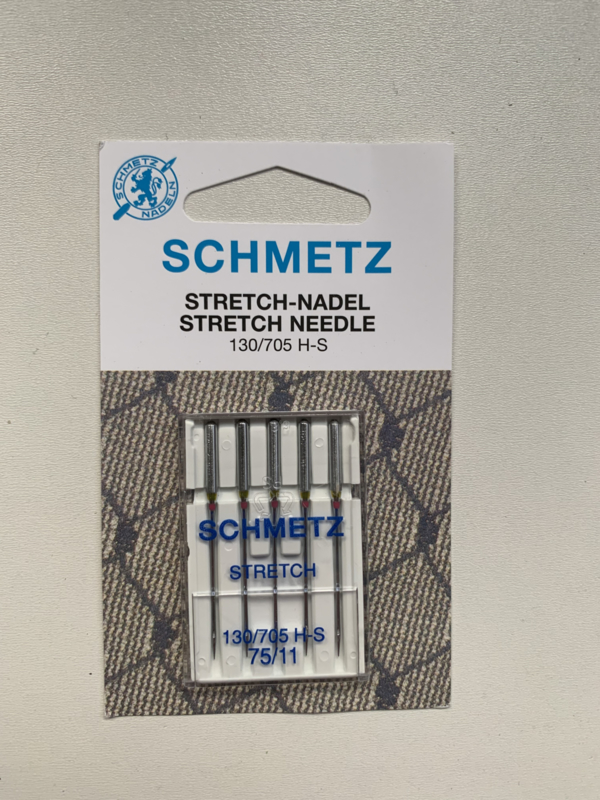 SCHMETZ
NADELN
SCHMETZ
STRETCH-NADEL
STRETCH NEEDLE
130/705 H-S
SCHMETZ
STRETCH
130/705 H-S
75/11